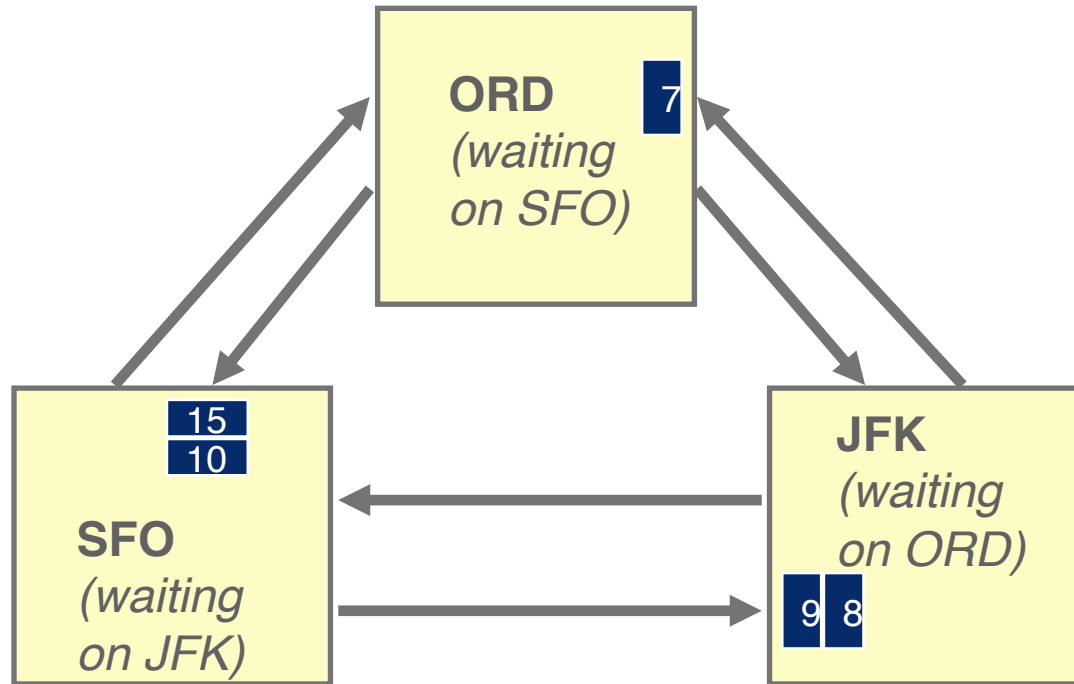 ORD
(waiting
on SFO)
7
15
10
SFO
(waiting
on JFK)
JFK
(waiting
on ORD)
9 8